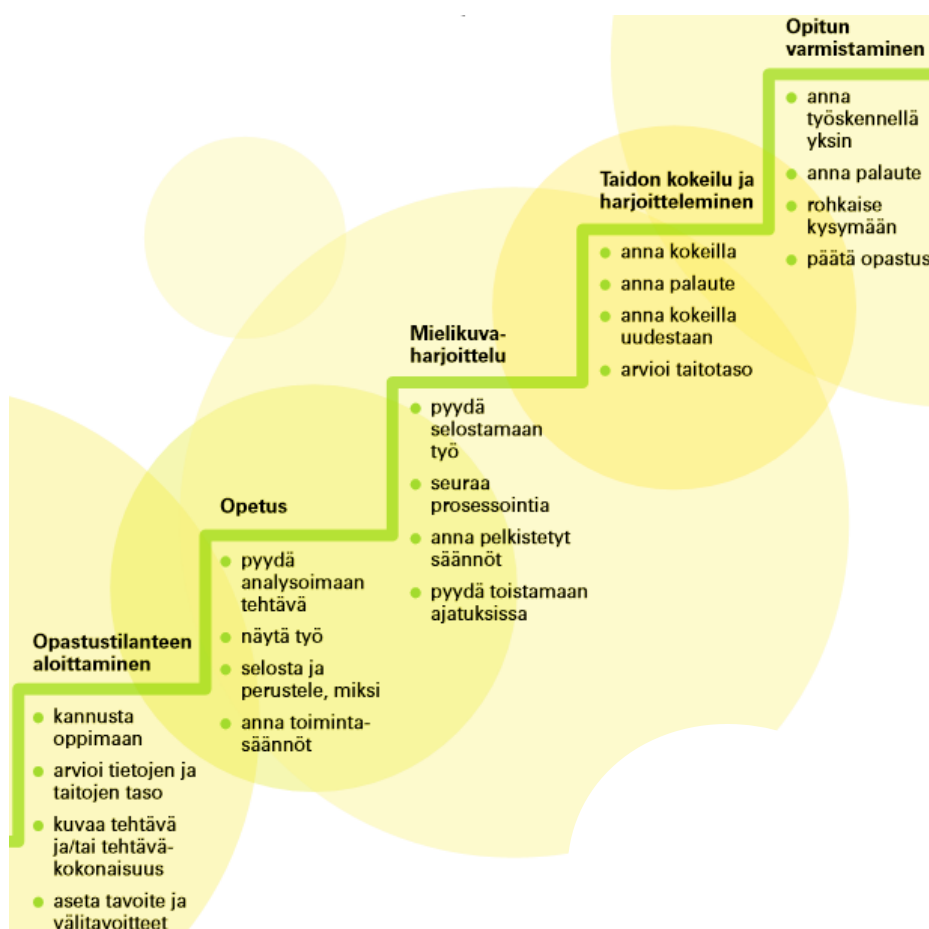 Opitun
varmistaminen
anna
työskennellä
yksin
anna palaute
rohkaise
kysymään
päätä opastus
Taidon kokeilu ja
harjoitteleminen
anna kokeilla
anna palaute
anna kokeilla
uudestaan
arvioi taitotaso
Mielikuva-
harjoittelu
pyydä
selostamaan
työ
seuraa
prosessointia
anna pelkistetyt
säännöt
pyydä toistamaan
ajatuksissa
Opetus
pyydä
analysoimaan
tehtävä
näytä työ
selosta ja
perustele, miksi
anna toiminta-
säännöt
Opastustilanteen
aloittaminen
kannusta
oppimaan
arvioi tietojen ja
taitojen taso
kuvaa tehtävä
ja/tai tehtävä-
kokonaisuus
aseta tavoite ja
välitavoitteet